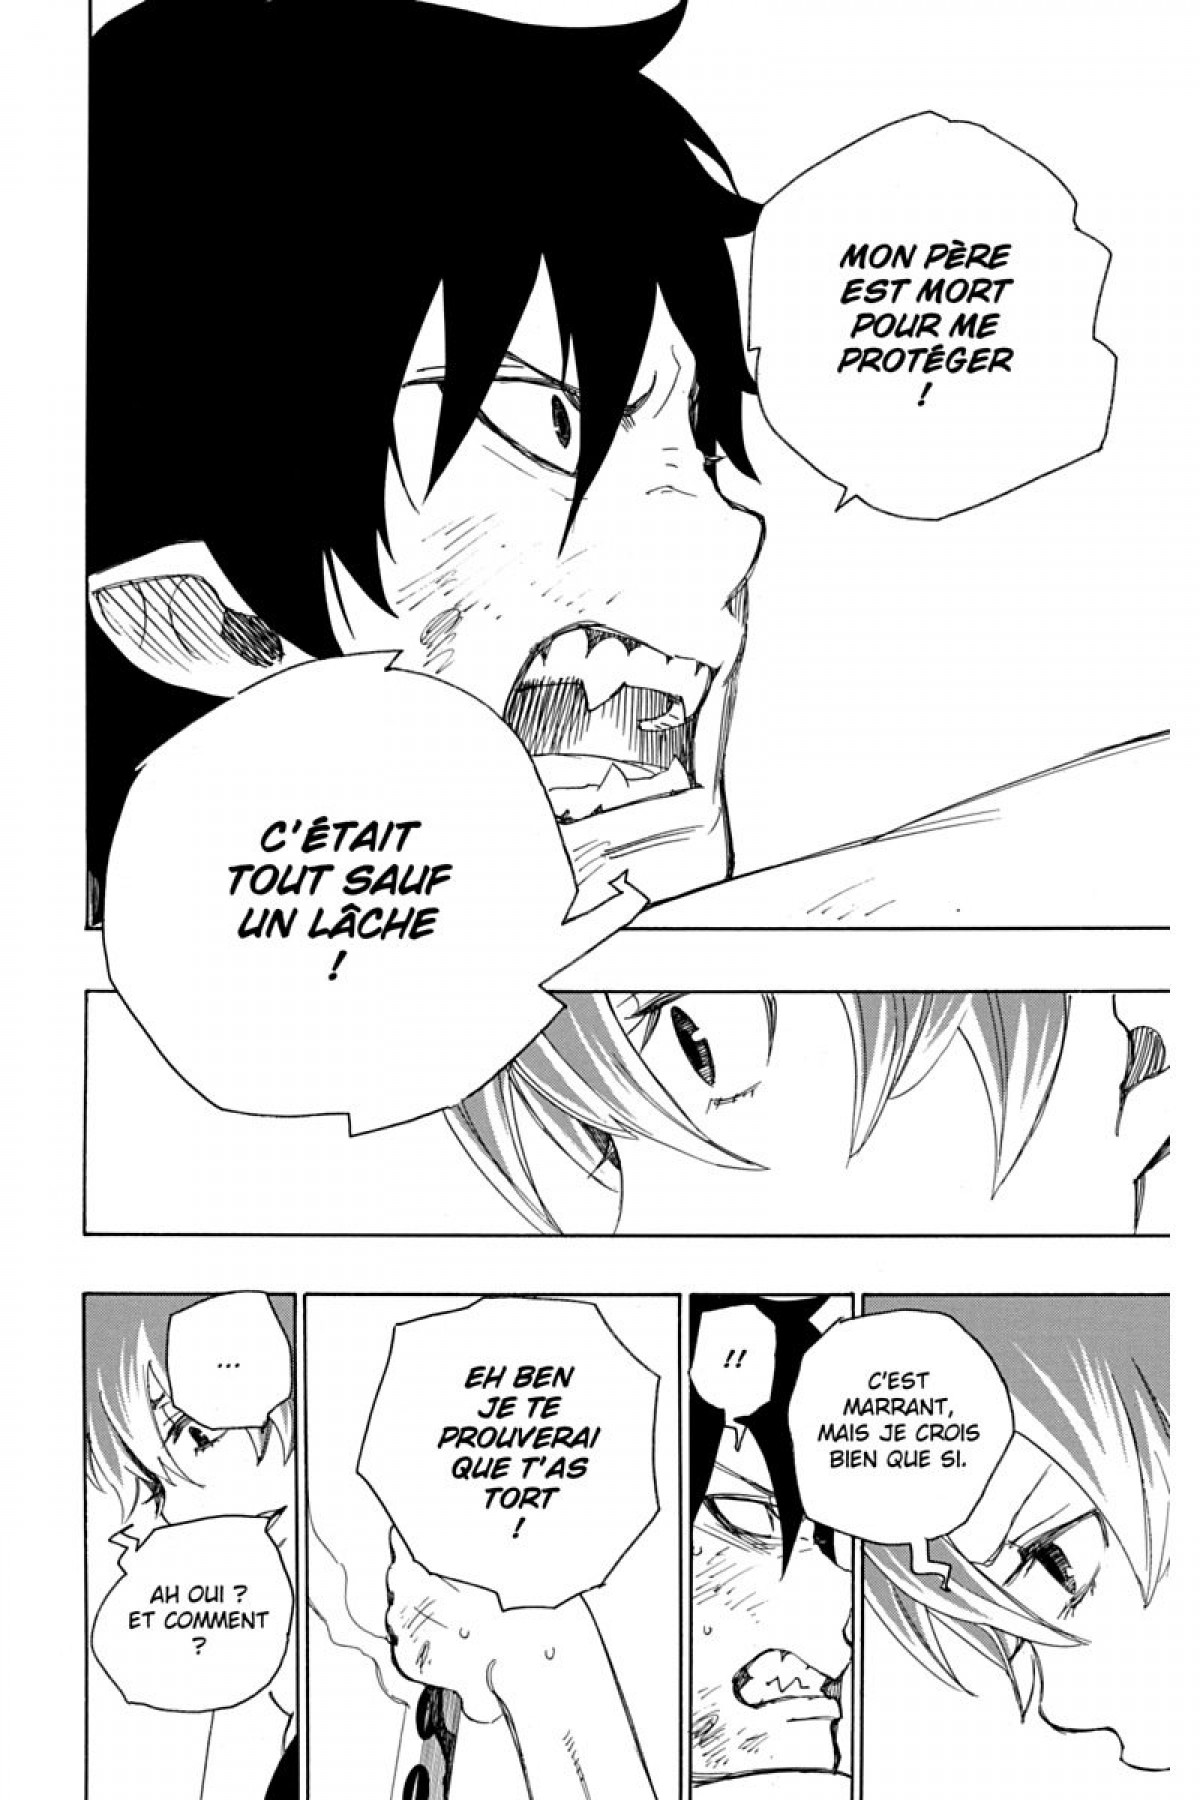 MON PÈRE
EST MORT
POUR ME
PROTÉGER
!
C'ÉTAIT
TOUT SAUF
UN LÂCHE
!
C'EST
MARRANT,
MAIS JE CROIS
BIEN QUE SI.
!!
EH BEN
JE TE
PROUVERAI
QUE T'AS
TORT
!
...
AH OUI ?
ET COMMENT
?